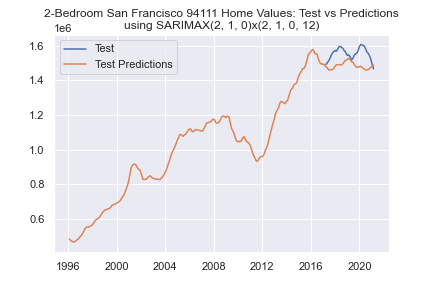 2-Bedroom San Francisco 94111 Home Values: Test vs Predictions
using SARIMAX(2, 1, 0)x(2, 1, 0, 12)
1e6
Test
Test Predictions
1.6
1.4
1.2
1.0
0.8
0.6
1996
2000
2004
2008
2012
2016
2020